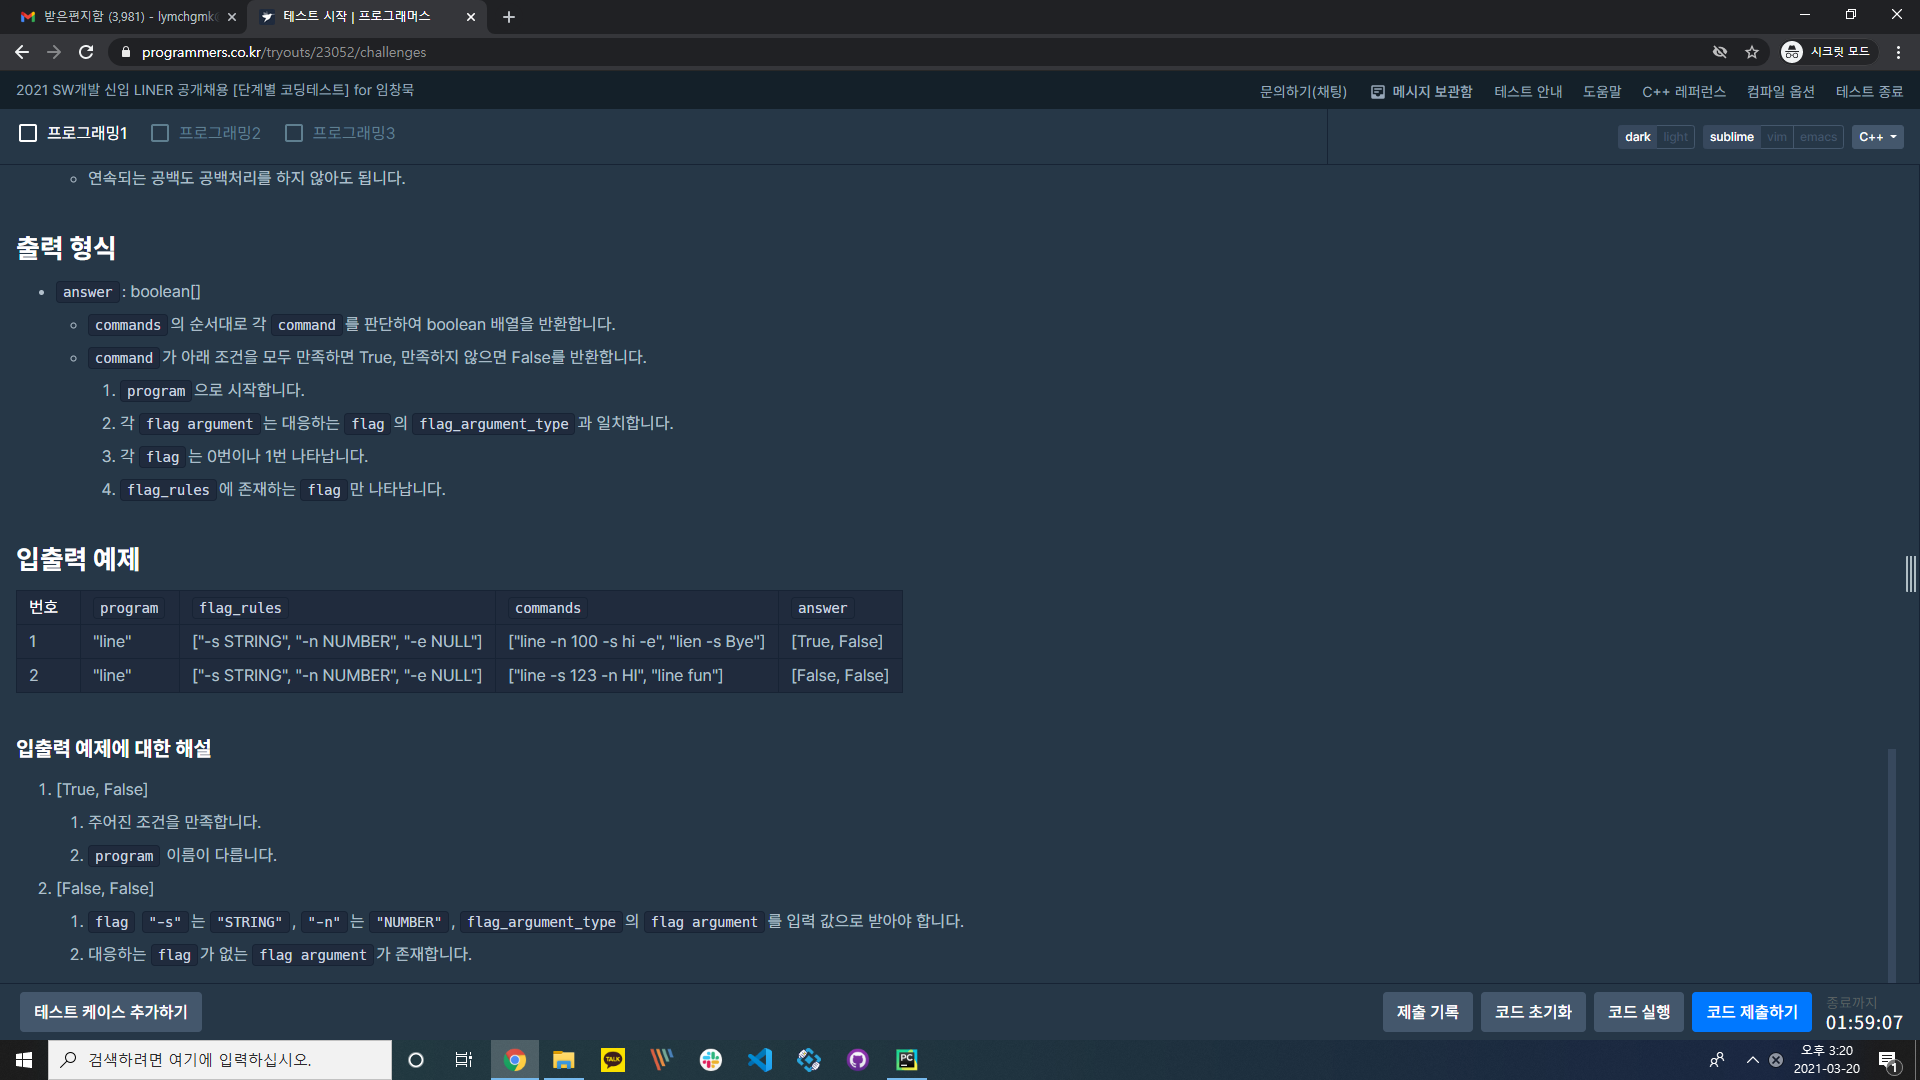 받은편지함 (3,981) - lymchgmk
테스트 시작 | 프로그래머스
programmers.co.kr/tryouts/23052/challenges
시크릿 모드
2021 SW개발 신입 LINER 공개채용 [단계별 코딩테스트] for 임창묵
문의하기(채팅) 메시지 보관함 테스트 안내 도움말 C++ 레퍼런스 컴파일 옵션 테스트 종료
프로그래밍1 프로그래밍2 프로그래밍3
dark light sublime vim emacs C++
연속되는 공백도 공백처리를 하지 않아도 됩니다.
출력 형식
answer : boolean[]
commands 의 순서대로 각 command 를 판단하여 boolean 배열을 반환합니다.
command 가 아래 조건을 모두 만족하면 True, 만족하지 않으면 False를 반환합니다.
1. program 으로 시작합니다.
2. 각 flag argument 는 대응하는 flag 의 flag_argument_type 과 일치합니다.
3. 각 flag 는 0번이나 1번 나타납니다.
4. flag_rules 에 존재하는 flag 만 나타납니다.
입출력 예제
번호 program flag_rules commands answer
1 "line" ["-s STRING", "-n NUMBER", "-e NULL"] ["line -n 100 -s hi -e", "lien -s Bye"] [True, False]
2 "line" ["-s STRING", "-n NUMBER", "-e NULL"] ["line -s 123 -n HI", "line fun"] [False, False]
입출력 예제에 대한 해설
1. [True, False]
1. 주어진 조건을 만족합니다.
2. program 이름이 다릅니다.
2. [False, False]
1. flag "-s" 는 "STRING" , "-n" 는 "NUMBER" , flag_argument_type 의 flag argument 를 입력 값으로 받아야 합니다.
2. 대응하는 flag 가 없는 flag argument 가 존재합니다.
테스트 케이스 추가하기
제출 기록 코드 초기화 코드 실행 코드 제출하기
종료까지
01:59:07
검색하려면 여기에 입력하십시오.
TALK
PC
오후 3:20
2021-03-20
1